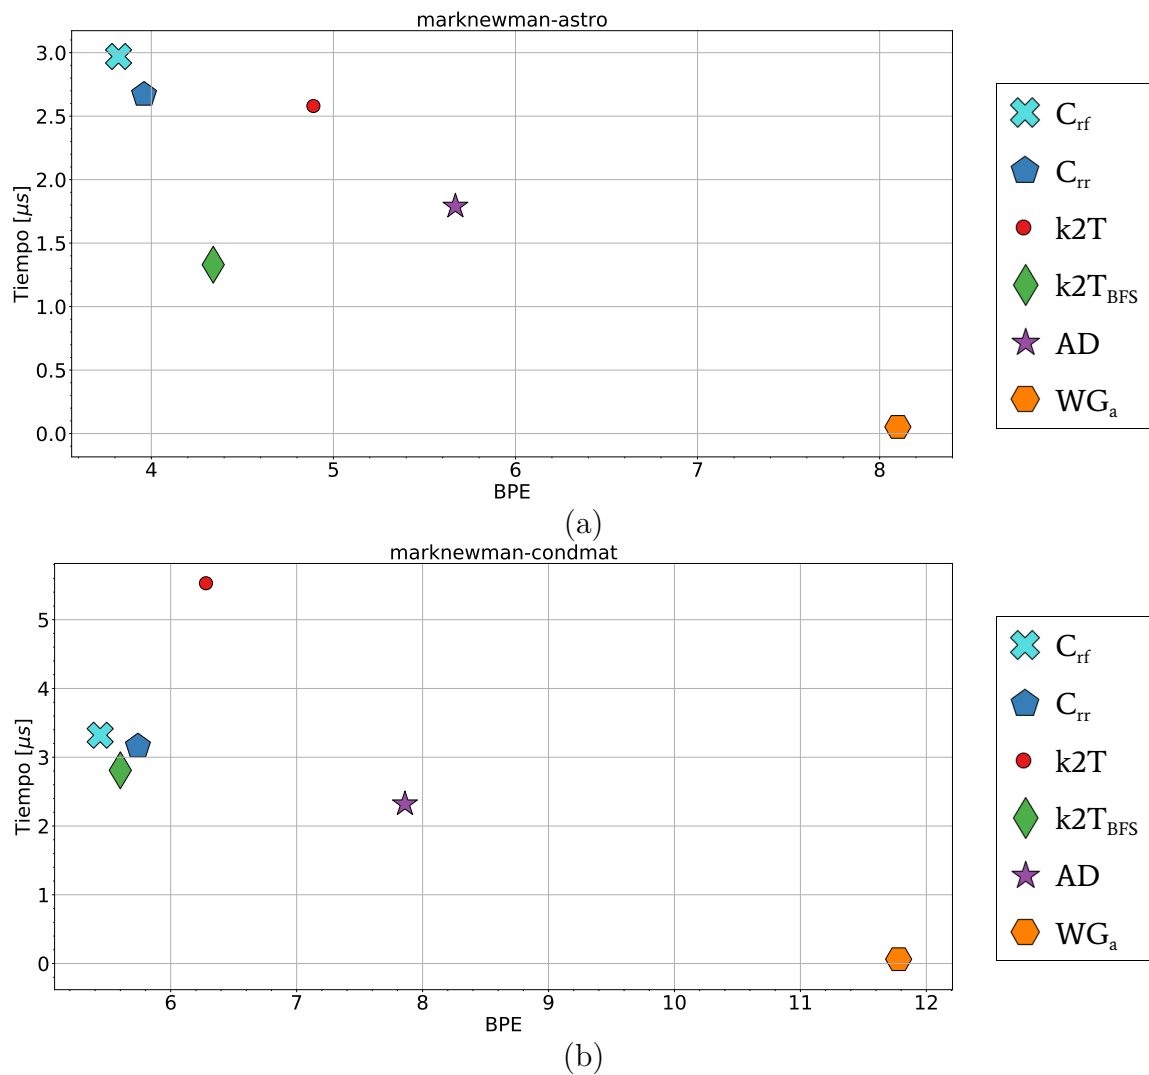 marknewman-astro
3.0
2.5
2.0
1.5
1.0
0.5
0.0
Tiempo [μs]
4 5 6 7 8
BPE
C_rf
C_rr
k2T
k2T_BFS
AD
WG_a
(a)
marknewman-condmat
5
4
3
2
1
0
Tiempo [μs]
6 7 8 9 10 11 12
BPE
C_rf
C_rr
k2T
k2T_BFS
AD
WG_a
(b)